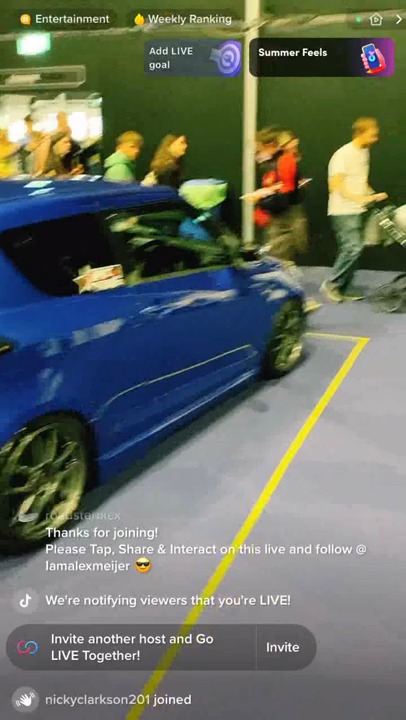 Entertainment
Weekly Ranking
Add LIVE
goal
Summer Feels
Thanks for joining!
Please Tap, Share & Interact on this live and follow @
Iamalexmeijer 😎
We're notifying viewers that you're LIVE!
Invite another host and Go
LIVE Together!
Invite
nickyclarkson201 joined